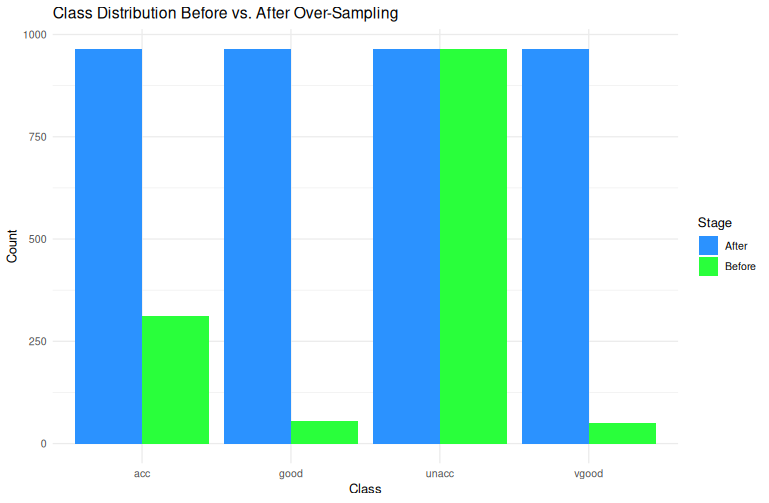 Class Distribution Before vs. After Over-Sampling
1000
750
500
250
0
Count
acc good unacc vgood
Class
Stage
After
Before